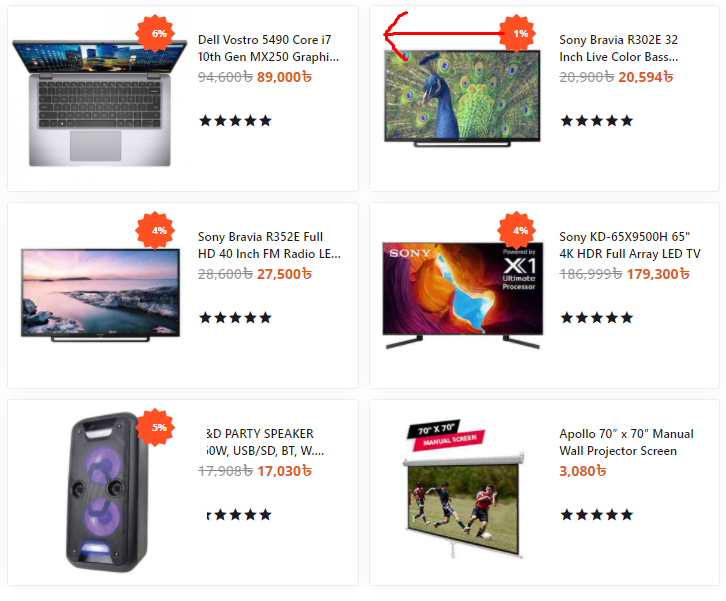 6%
Dell Vostro 5490 Core i7
10th Gen MX250 Graphi...
94,600৳ 89,000৳
1%
Sony Bravia R302E 32
Inch Live Color Bass...
20,900৳ 20,594৳
4%
Sony Bravia R352E Full
HD 40 Inch FM Radio LE...
28,600৳ 27,500৳
4%
SONY
Powered by
X1
Ultimate
Processor
Sony KD-65X9500H 65"
4K HDR Full Array LED TV
186,999৳ 179,300৳
5%
&D PARTY SPEAKER
50W, USB/SD, BT, W....
17,908৳ 17,030৳
70" X 70"
MANUAL SCREEN
Apollo 70" x 70" Manual
Wall Projector Screen
3,080৳